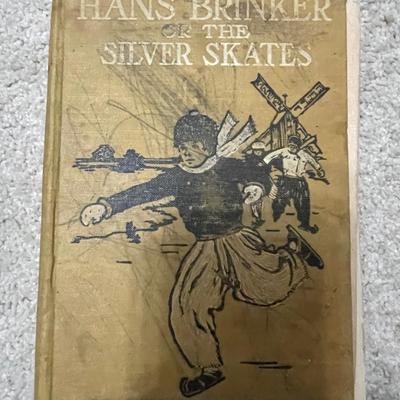 HANS BRINKER
OR THE
SILVER SKATES